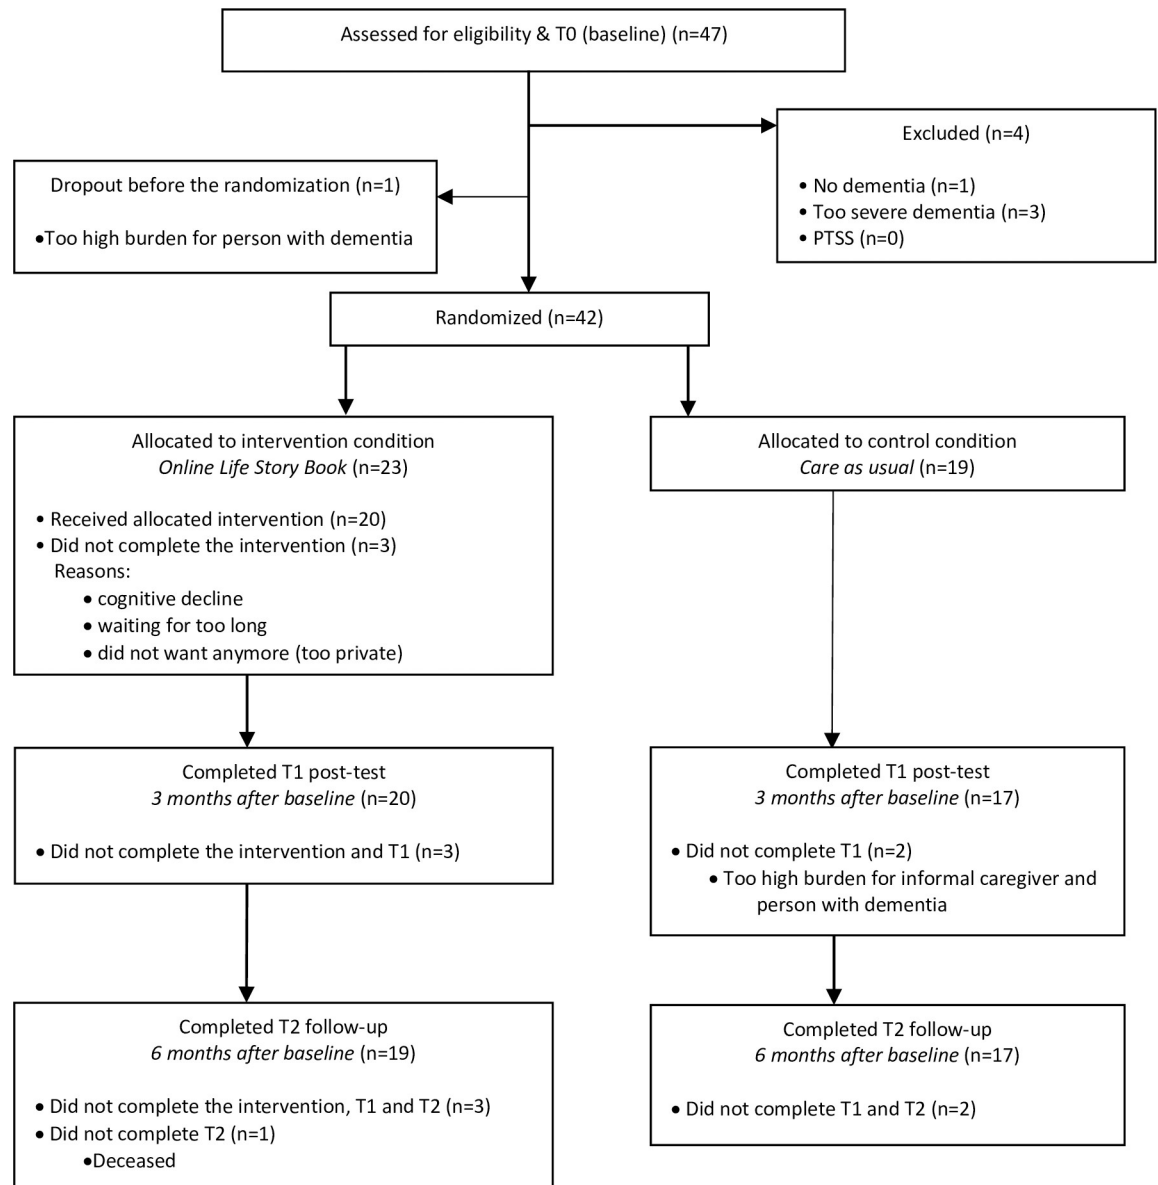 Assessed for eligibility & T0 (baseline) (n=47)
Excluded (n=4)
• No dementia (n=1)
• Too severe dementia (n=3)
• PTSS (n=0)
Dropout before the randomization (n=1)
•Too high burden for person with dementia
Randomized (n=42)
Allocated to intervention condition
Online Life Story Book (n=23)
• Received allocated intervention (n=20)
• Did not complete the intervention (n=3)
Reasons:
• cognitive decline
• waiting for too long
• did not want anymore (too private)
Allocated to control condition
Care as usual (n=19)
Completed T1 post-test
3 months after baseline (n=20)
• Did not complete the intervention and T1 (n=3)
Completed T1 post-test
3 months after baseline (n=17)
• Did not complete T1 (n=2)
• Too high burden for informal caregiver and
person with dementia
Completed T2 follow-up
6 months after baseline (n=19)
• Did not complete the intervention, T1 and T2 (n=3)
• Did not complete T2 (n=1)
•Deceased
Completed T2 follow-up
6 months after baseline (n=17)
• Did not complete T1 and T2 (n=2)